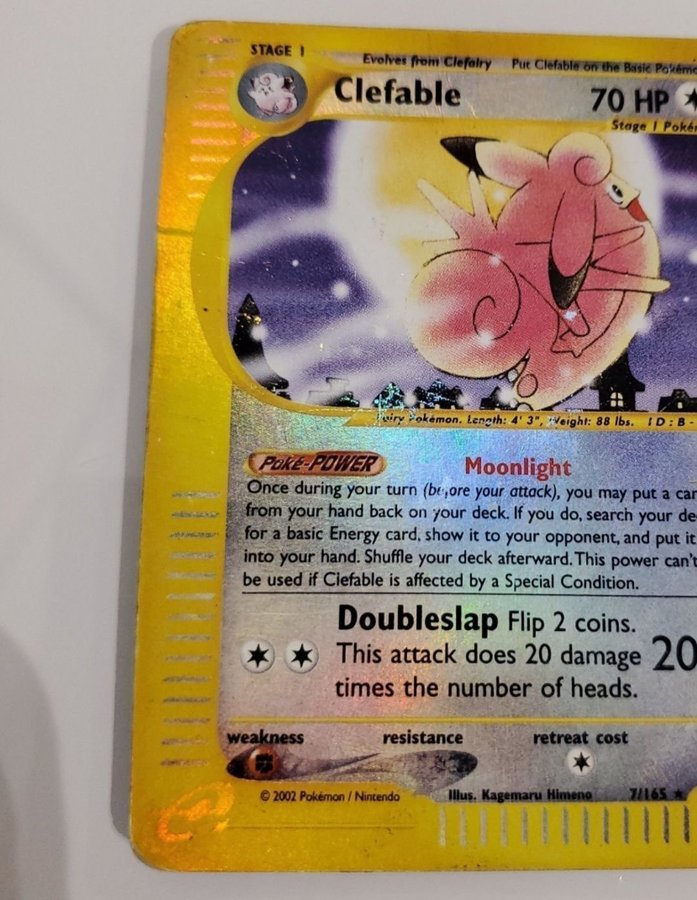 STAGE 1
Evolves from Clefairy Put Clefable on the Basic Pokémo
Clefable 70 HP
Stage 1 Poké
Fairy Pokémon. Length: 4' 3", Weight: 88 lbs. ID: B -
Poké-POWER Moonlight
Once during your turn (before your attack), you may put a car
from your hand back on your deck. If you do, search your de
for a basic Energy card, show it to your opponent, and put it
into your hand. Shuffle your deck afterward. This power can't
be used if Clefable is affected by a Special Condition.
Doubleslap Flip 2 coins.
This attack does 20 damage 20
times the number of heads.
weakness resistance retreat cost
© 2002 Pokémon / Nintendo Illus. Kagemaru Himeno 7/165 ★